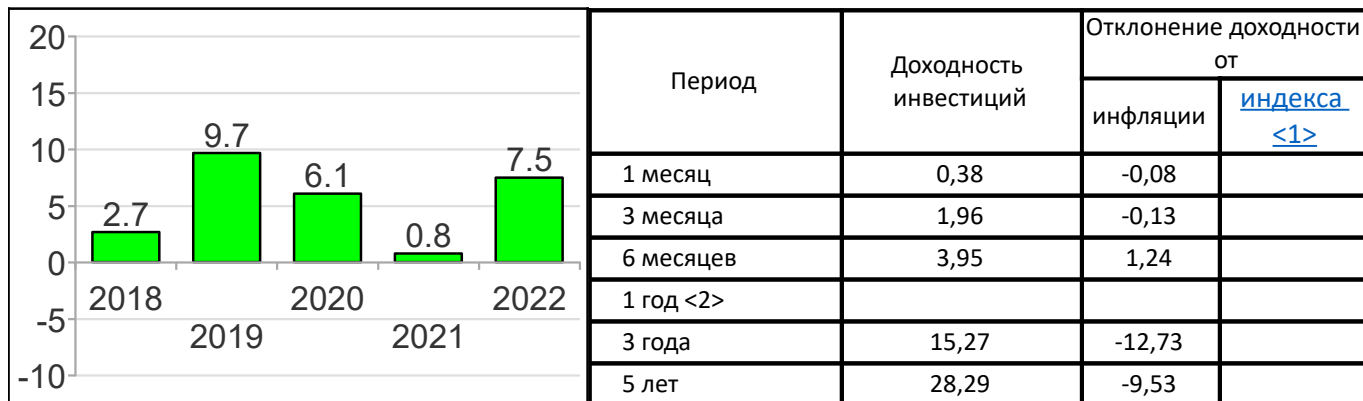 20
15
10
5
0
-5
-10
2.7
9.7
6.1
0.8
7.5
2018
2019
2020
2021
2022
Период
Доходность
инвестиций
Отклонение доходности
от
инфляции
индекса
<1>
1 месяц 0,38 -0,08
3 месяца 1,96 -0,13
6 месяцев 3,95 1,24
1 год <2>
3 года 15,27 -12,73
5 лет 28,29 -9,53